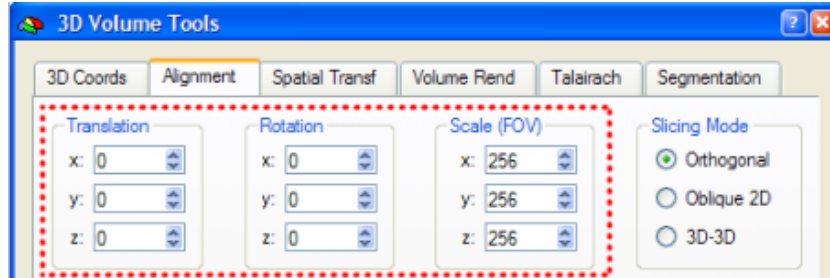 3D Volume Tools
3D Coords Alignment Spatial Transf Volume Rend Talairach Segmentation
Translation Rotation Scale (FOV) Slicing Mode
x: 0 x: 0 x: 256 Orthogonal
y: 0 y: 0 y: 256 Oblique 2D
z: 0 z: 0 z: 256 3D-3D